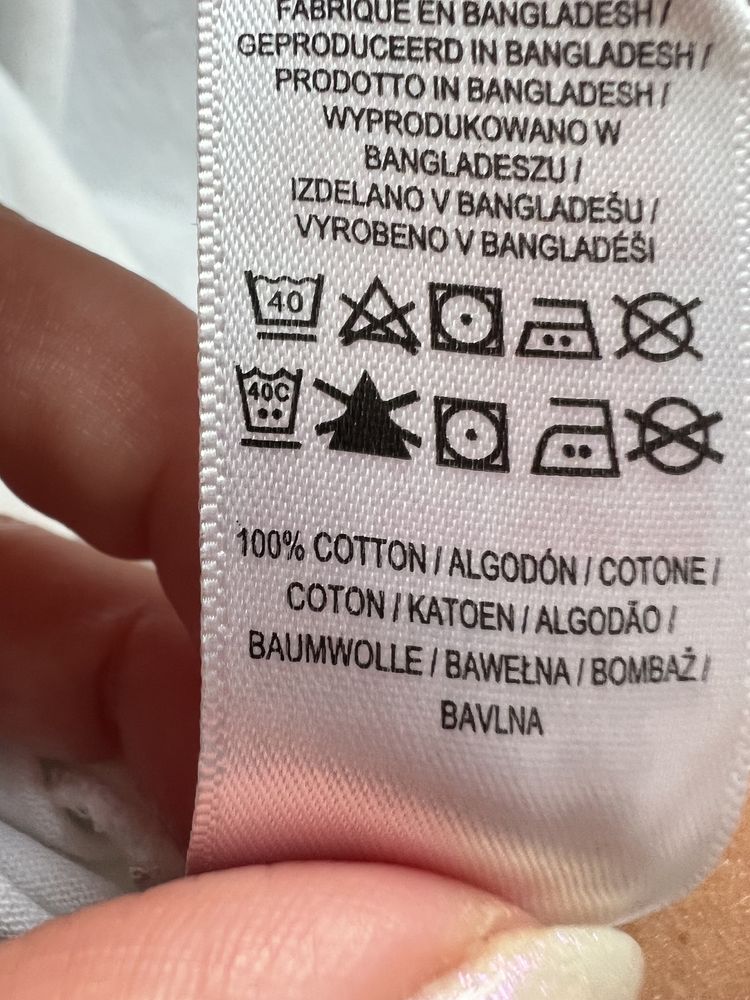 FABRIQUÉ EN BANGLADESH /
GEPRODUCEERD IN BANGLADESH /
PRODOTTO IN BANGLADESH /
WYPRODUKOWANO W
BANGLADESZU /
IZDELANO V BANGLADEŠU /
VYROBENO V BANGLADÉŠI
40
40C
100% COTTON / ALGODÓN / COTONE /
COTON / KATOEN / ALGODÃO /
BAUMWOLLE / BAWEŁNA / BOMBAŽ /
BAVLNA